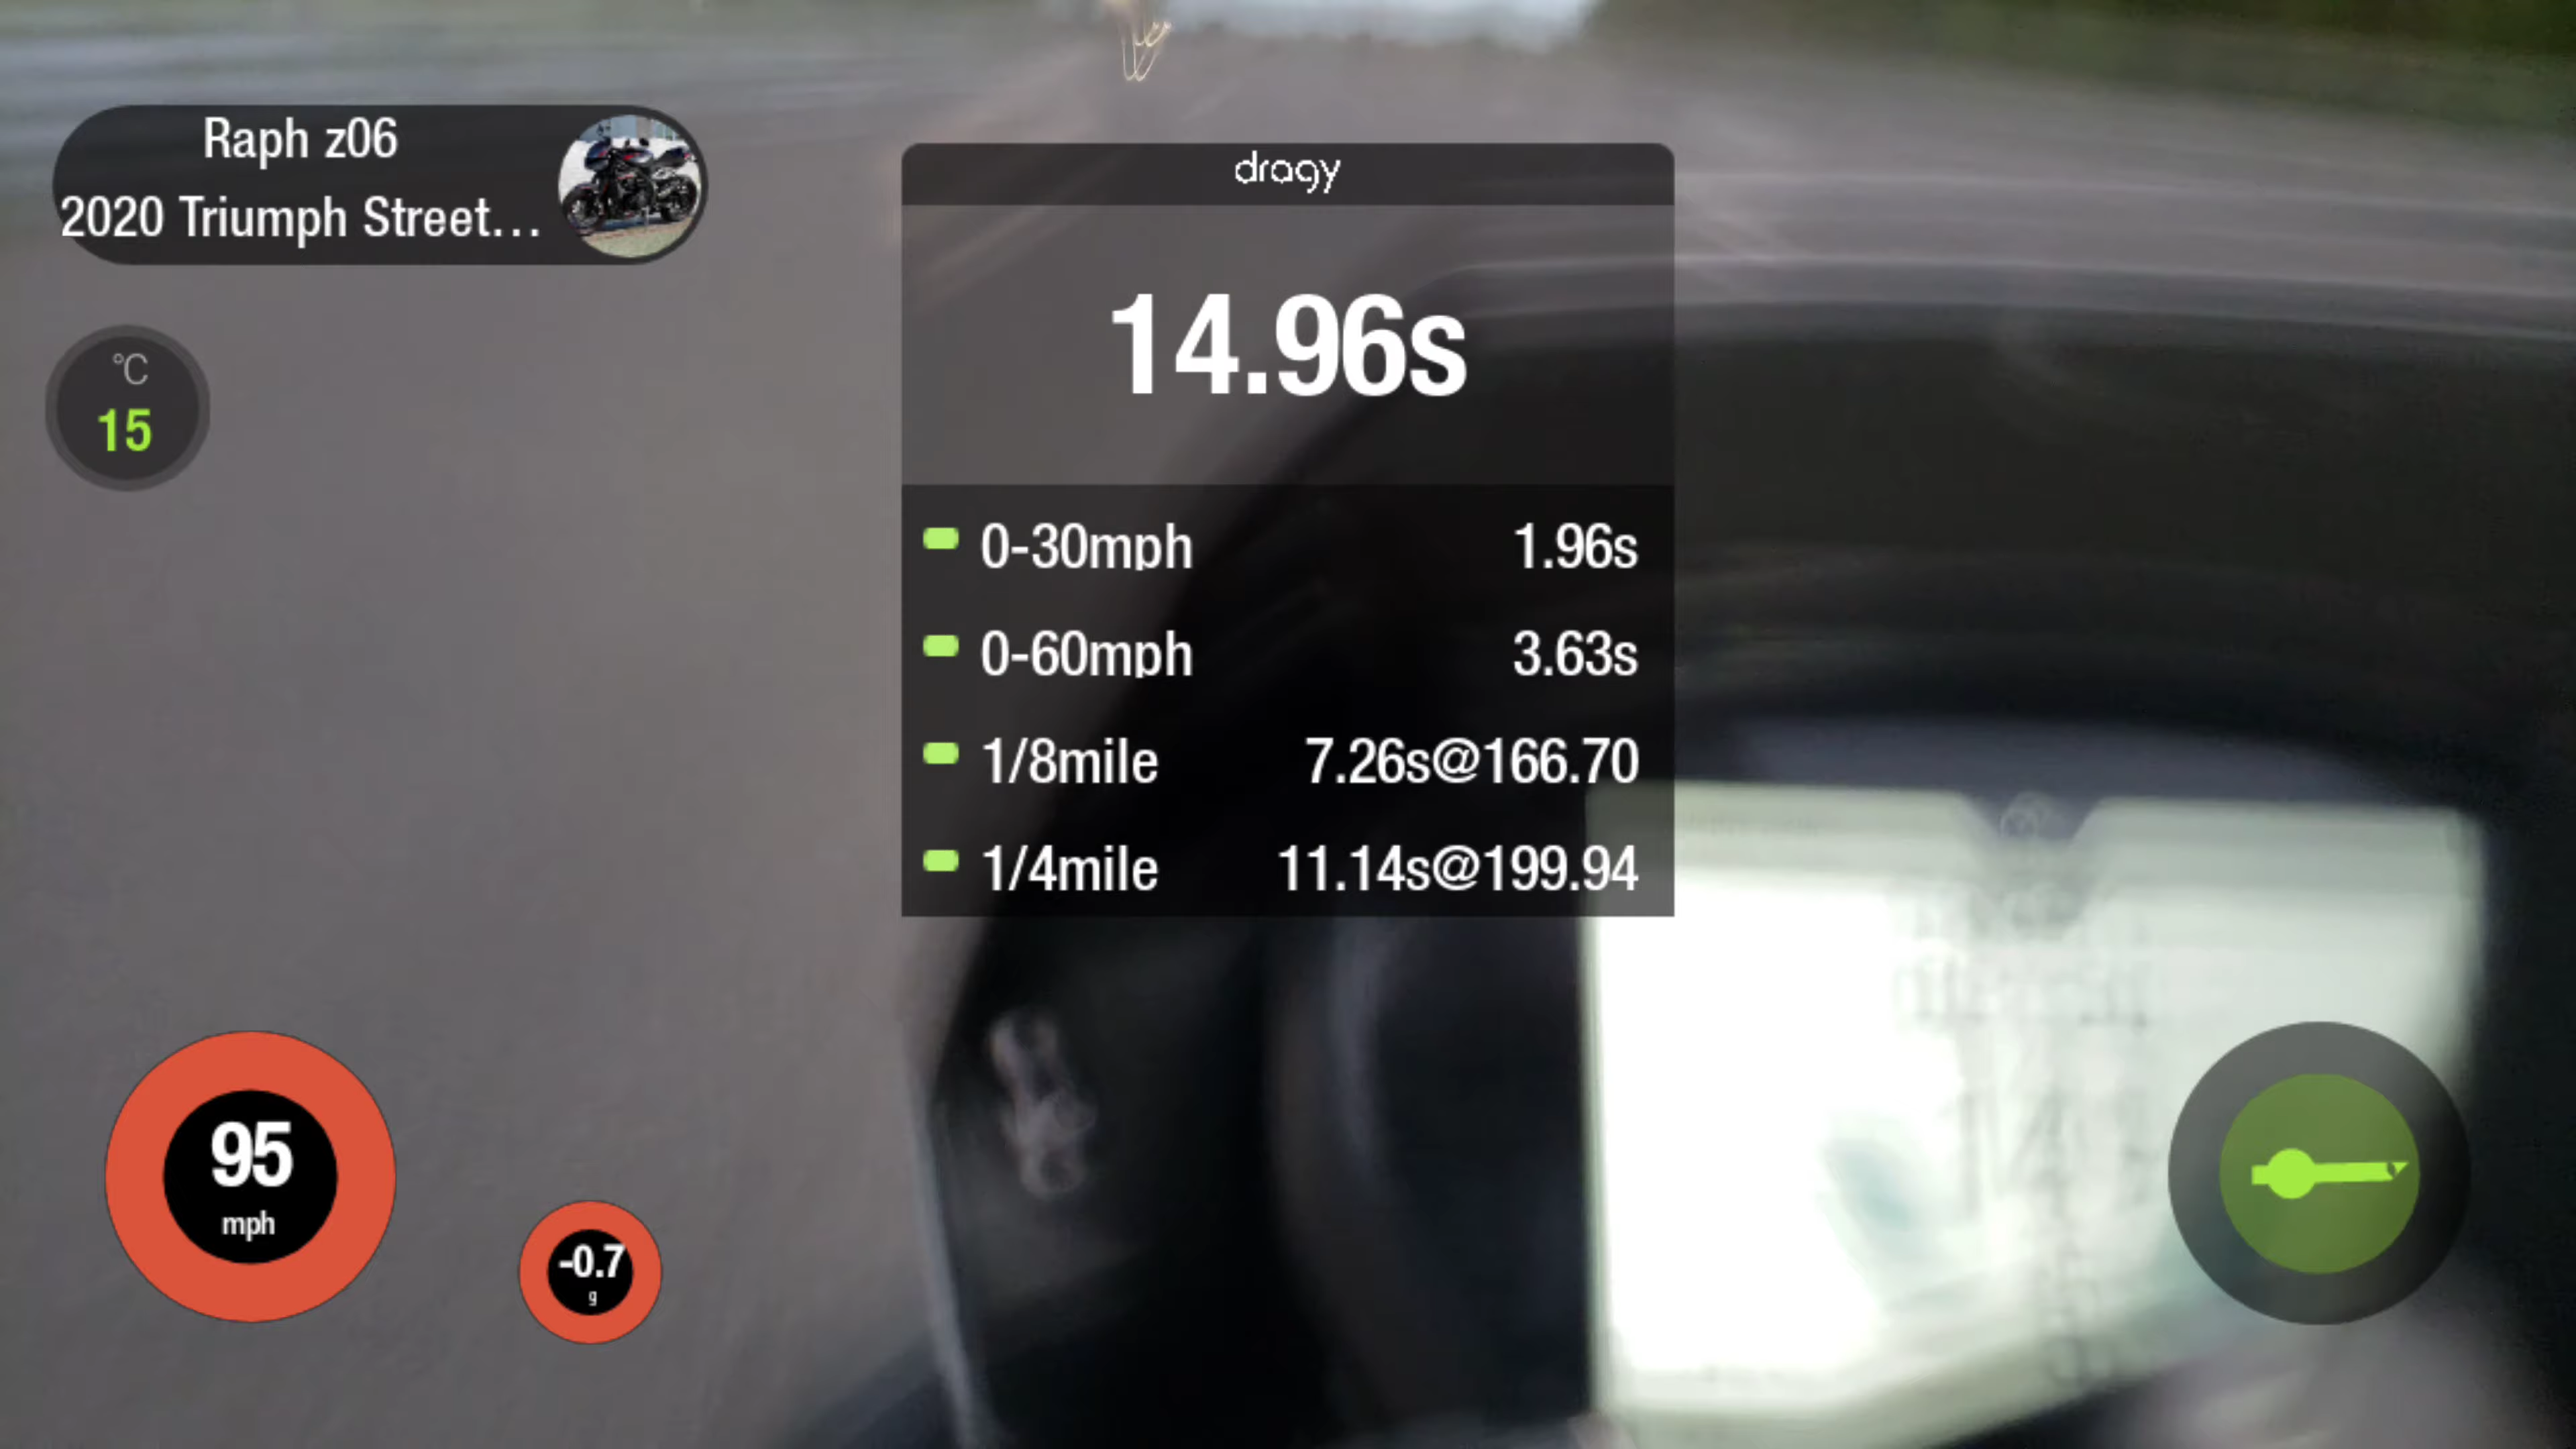 Raph z06
2020 Triumph Street...
°C
15
dragy
14.96s
0-30mph 1.96s
0-60mph 3.63s
1/8mile 7.26s@166.70
1/4mile 11.14s@199.94
95
mph
-0.7
g